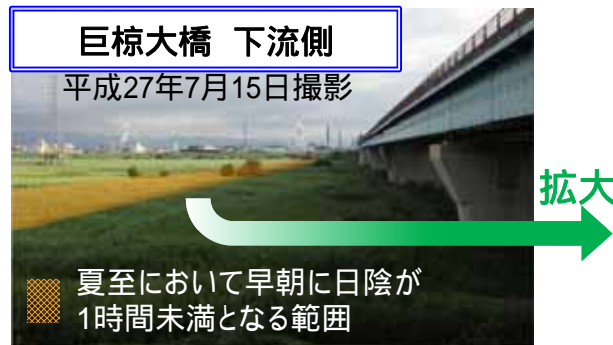 巨椋大橋 下流側
平成27年7月15日撮影
拡大
夏至において早朝に日陰が
1時間未満となる範囲